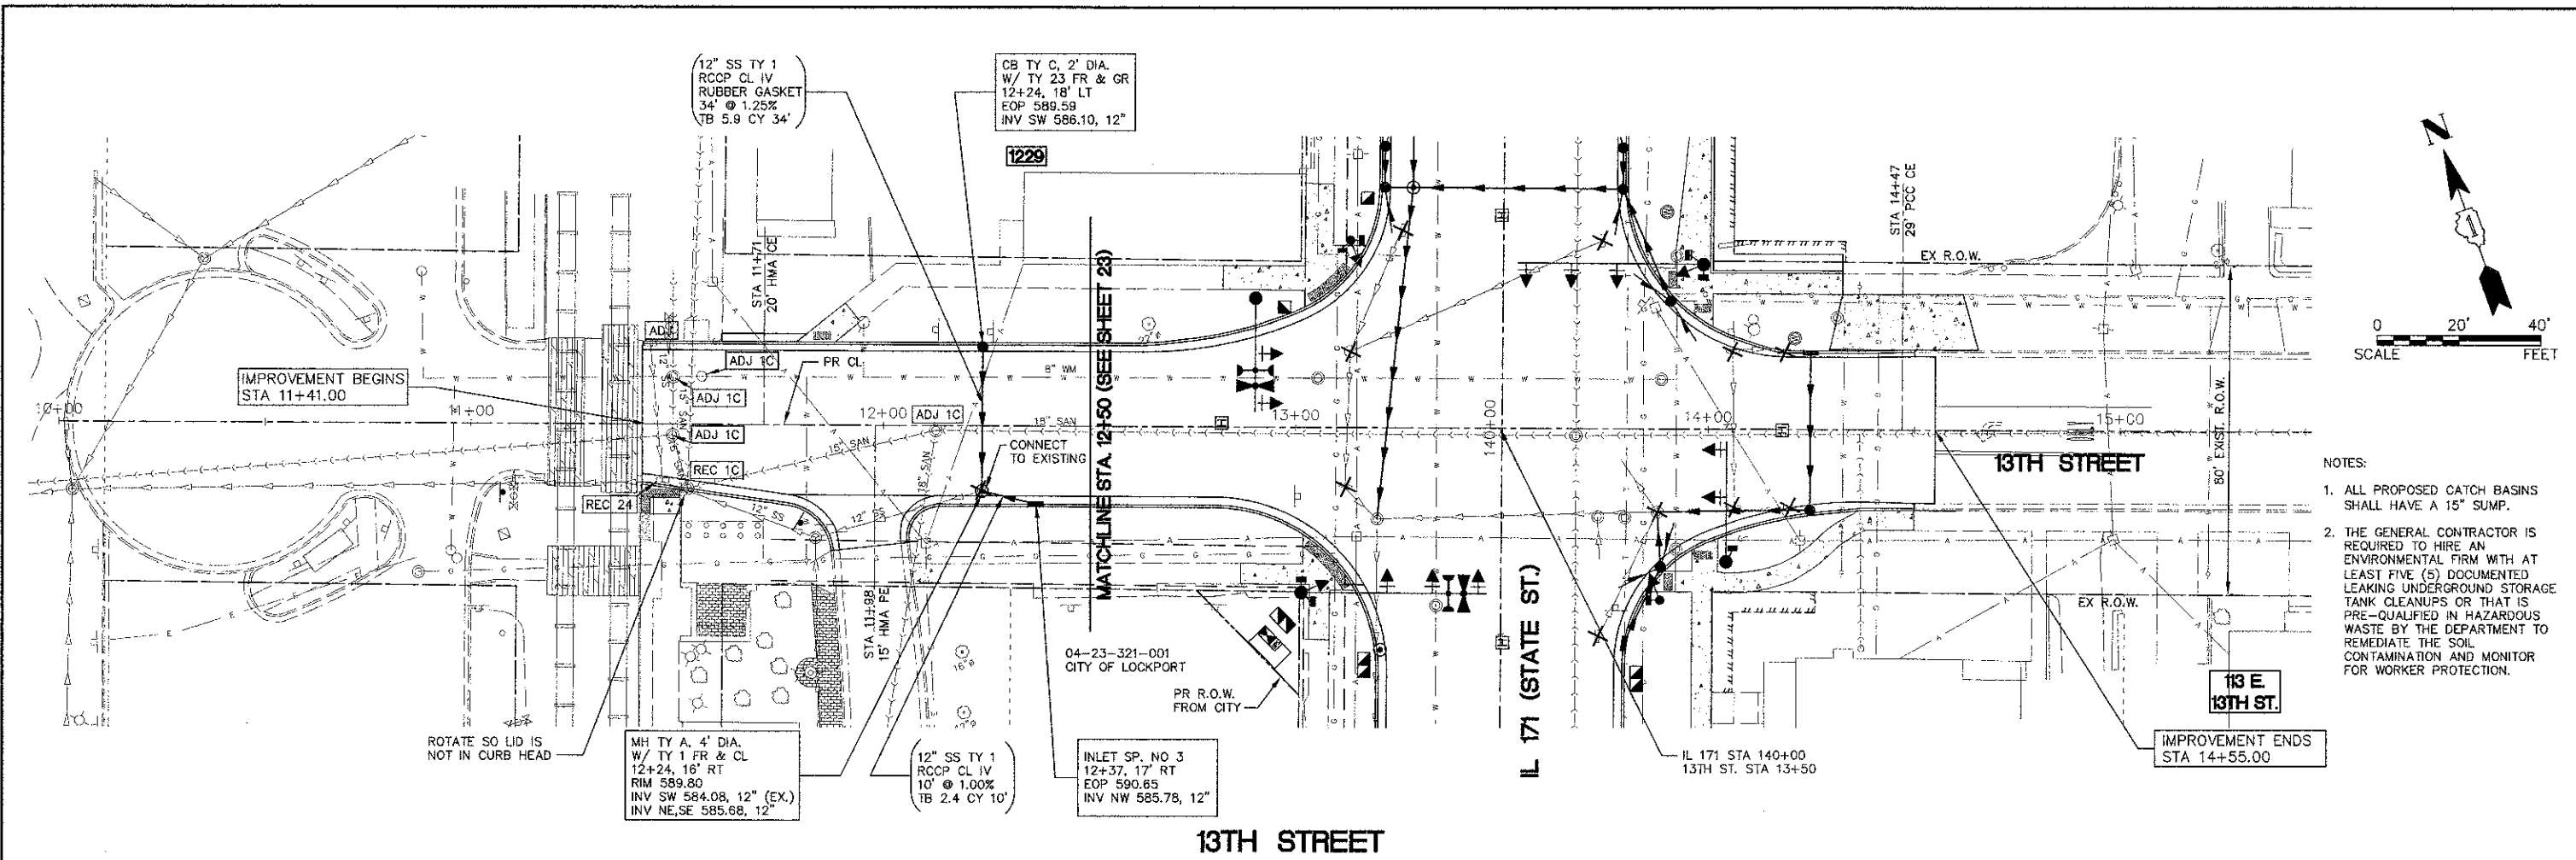 12" SS TY 1
RCCP CL IV
RUBBER GASKET
34' @ 1.25%
TB 5.9 CY 34'
CB TY C, 2' DIA.
W/ TY 23 FR & GR
12+24, 18' LT
EOP 589.59
INV SW 586.10, 12"
1229
N
1
0 20' 40'
SCALE FEET
STA 11+71
20' HMA CE
MATCHLINE STA. 12+50 (SEE SHEET 23)
STA 14+47
29' PCC CE
EX R.O.W.
80' EXIST. R.O.W.
ADJ
ADJ 1C
ADJ 1C
ADJ 1C
ADJ 1C
REC 1C
REC 24
PR CL
8" WM
IMPROVEMENT BEGINS
STA 11+41.00
10+00
11+00
12+00
13+00
14+00
15+00
140+00
12" SS
15" SAN
15" SAN
18" SAN
18" SAN
12" SS
12" SS
CONNECT
TO EXISTING
13TH STREET
NOTES:
1. ALL PROPOSED CATCH BASINS
SHALL HAVE A 15" SUMP.
2. THE GENERAL CONTRACTOR IS
REQUIRED TO HIRE AN
ENVIRONMENTAL FIRM WITH AT
LEAST FIVE (5) DOCUMENTED
LEAKING UNDERGROUND STORAGE
TANK CLEANUPS OR THAT IS
PRE-QUALIFIED IN HAZARDOUS
WASTE BY THE DEPARTMENT TO
REMEDIATE THE SOIL
CONTAMINATION AND MONITOR
FOR WORKER PROTECTION.
EX R.O.W.
STA 11+98
15' HMA PE
04-23-321-001
CITY OF LOCKPORT
PR R.O.W.
FROM CITY
IL 171 (STATE ST.)
113 E.
13TH ST.
ROTATE SO LID IS
NOT IN CURB HEAD
MH TY A, 4' DIA.
W/ TY 1 FR & CL
12+24, 16' RT
RIM 589.80
INV SW 584.08, 12" (EX.)
INV NE,SE 585.68, 12"
12" SS TY 1
RCCP CL IV
10' @ 1.00%
TB 2.4 CY 10'
INLET SP. NO 3
12+37, 17' RT
EOP 590.65
INV NW 585.78, 12"
IL 171 STA 140+00
13TH ST. STA 13+50
IMPROVEMENT ENDS
STA 14+55.00
13TH STREET